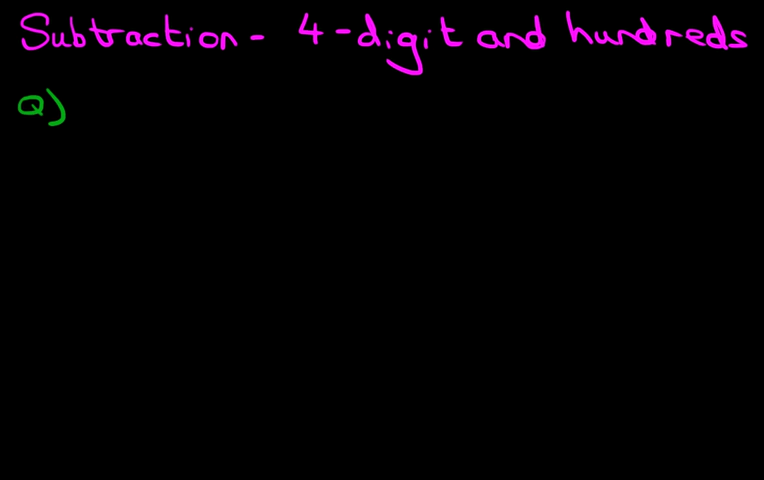 Subtraction - 4-digit and hundreds
Q)